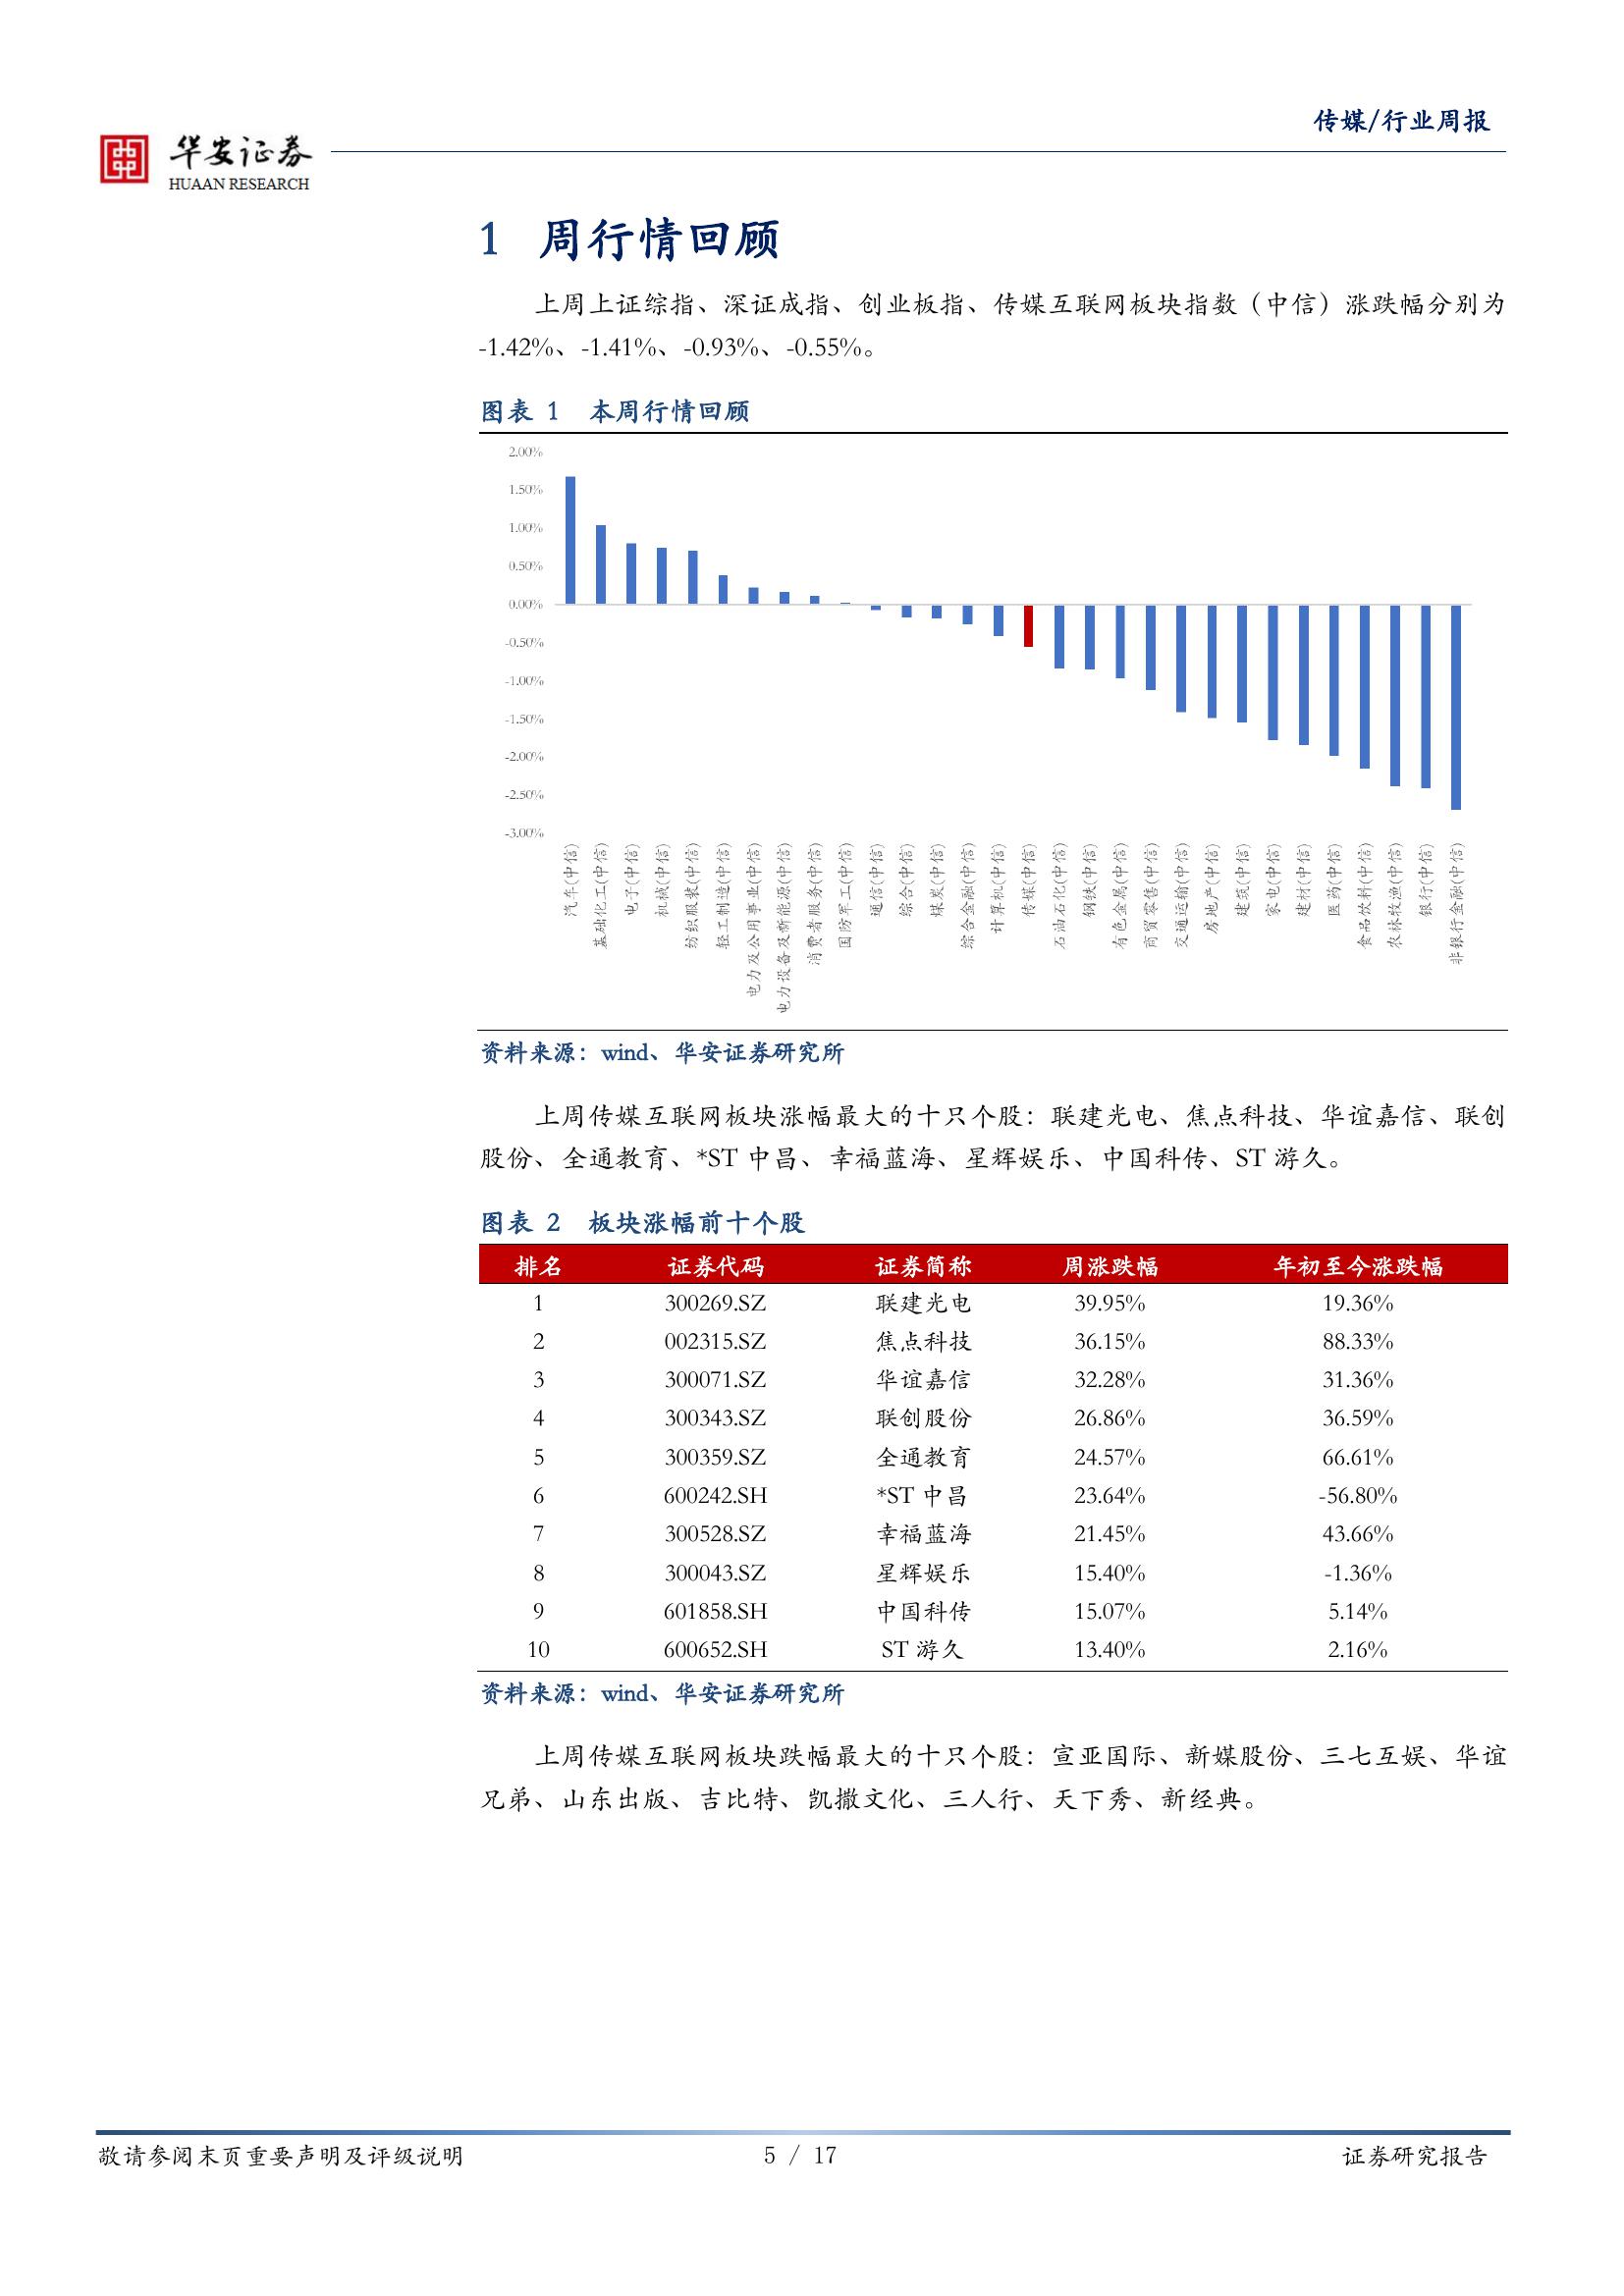 传媒/行业周报
华安证券
HUAAN RESEARCH
1 周行情回顾
上周上证综指、深证成指、创业板指、传媒互联网板块指数（中信）涨跌幅分别为
-1.42%、-1.41%、-0.93%、-0.55%。
图表 1 本周行情回顾
2.00%
1.50%
1.00%
0.50%
0.00%
-0.50%
-1.00%
-1.50%
-2.00%
-2.50%
-3.00%
汽车(中信)
基础化工(中信)
电子(中信)
机械(中信)
纺织服装(中信)
轻工制造(中信)
电力及公用事业(中信)
电力设备及新能源(中信)
消费者服务(中信)
国防军工(中信)
通信(中信)
综合(中信)
煤炭(中信)
综合金融(中信)
计算机(中信)
传媒(中信)
石油石化(中信)
钢铁(中信)
有色金属(中信)
商贸零售(中信)
交通运输(中信)
房地产(中信)
建筑(中信)
家电(中信)
建材(中信)
医药(中信)
食品饮料(中信)
农林牧渔(中信)
银行(中信)
非银行金融(中信)
资料来源：wind、华安证券研究所
上周传媒互联网板块涨幅最大的十只个股：联建光电、焦点科技、华谊嘉信、联创
股份、全通教育、*ST 中昌、幸福蓝海、星辉娱乐、中国科传、ST 游久。
图表 2 板块涨幅前十个股
排名 证券代码 证券简称 周涨跌幅 年初至今涨跌幅
1 300269.SZ 联建光电 39.95% 19.36%
2 002315.SZ 焦点科技 36.15% 88.33%
3 300071.SZ 华谊嘉信 32.28% 31.36%
4 300343.SZ 联创股份 26.86% 36.59%
5 300359.SZ 全通教育 24.57% 66.61%
6 600242.SH *ST 中昌 23.64% -56.80%
7 300528.SZ 幸福蓝海 21.45% 43.66%
8 300043.SZ 星辉娱乐 15.40% -1.36%
9 601858.SH 中国科传 15.07% 5.14%
10 600652.SH ST 游久 13.40% 2.16%
资料来源：wind、华安证券研究所
上周传媒互联网板块跌幅最大的十只个股：宣亚国际、新媒股份、三七互娱、华谊
兄弟、山东出版、吉比特、凯撒文化、三人行、天下秀、新经典。
敬请参阅末页重要声明及评级说明 5 / 17 证券研究报告